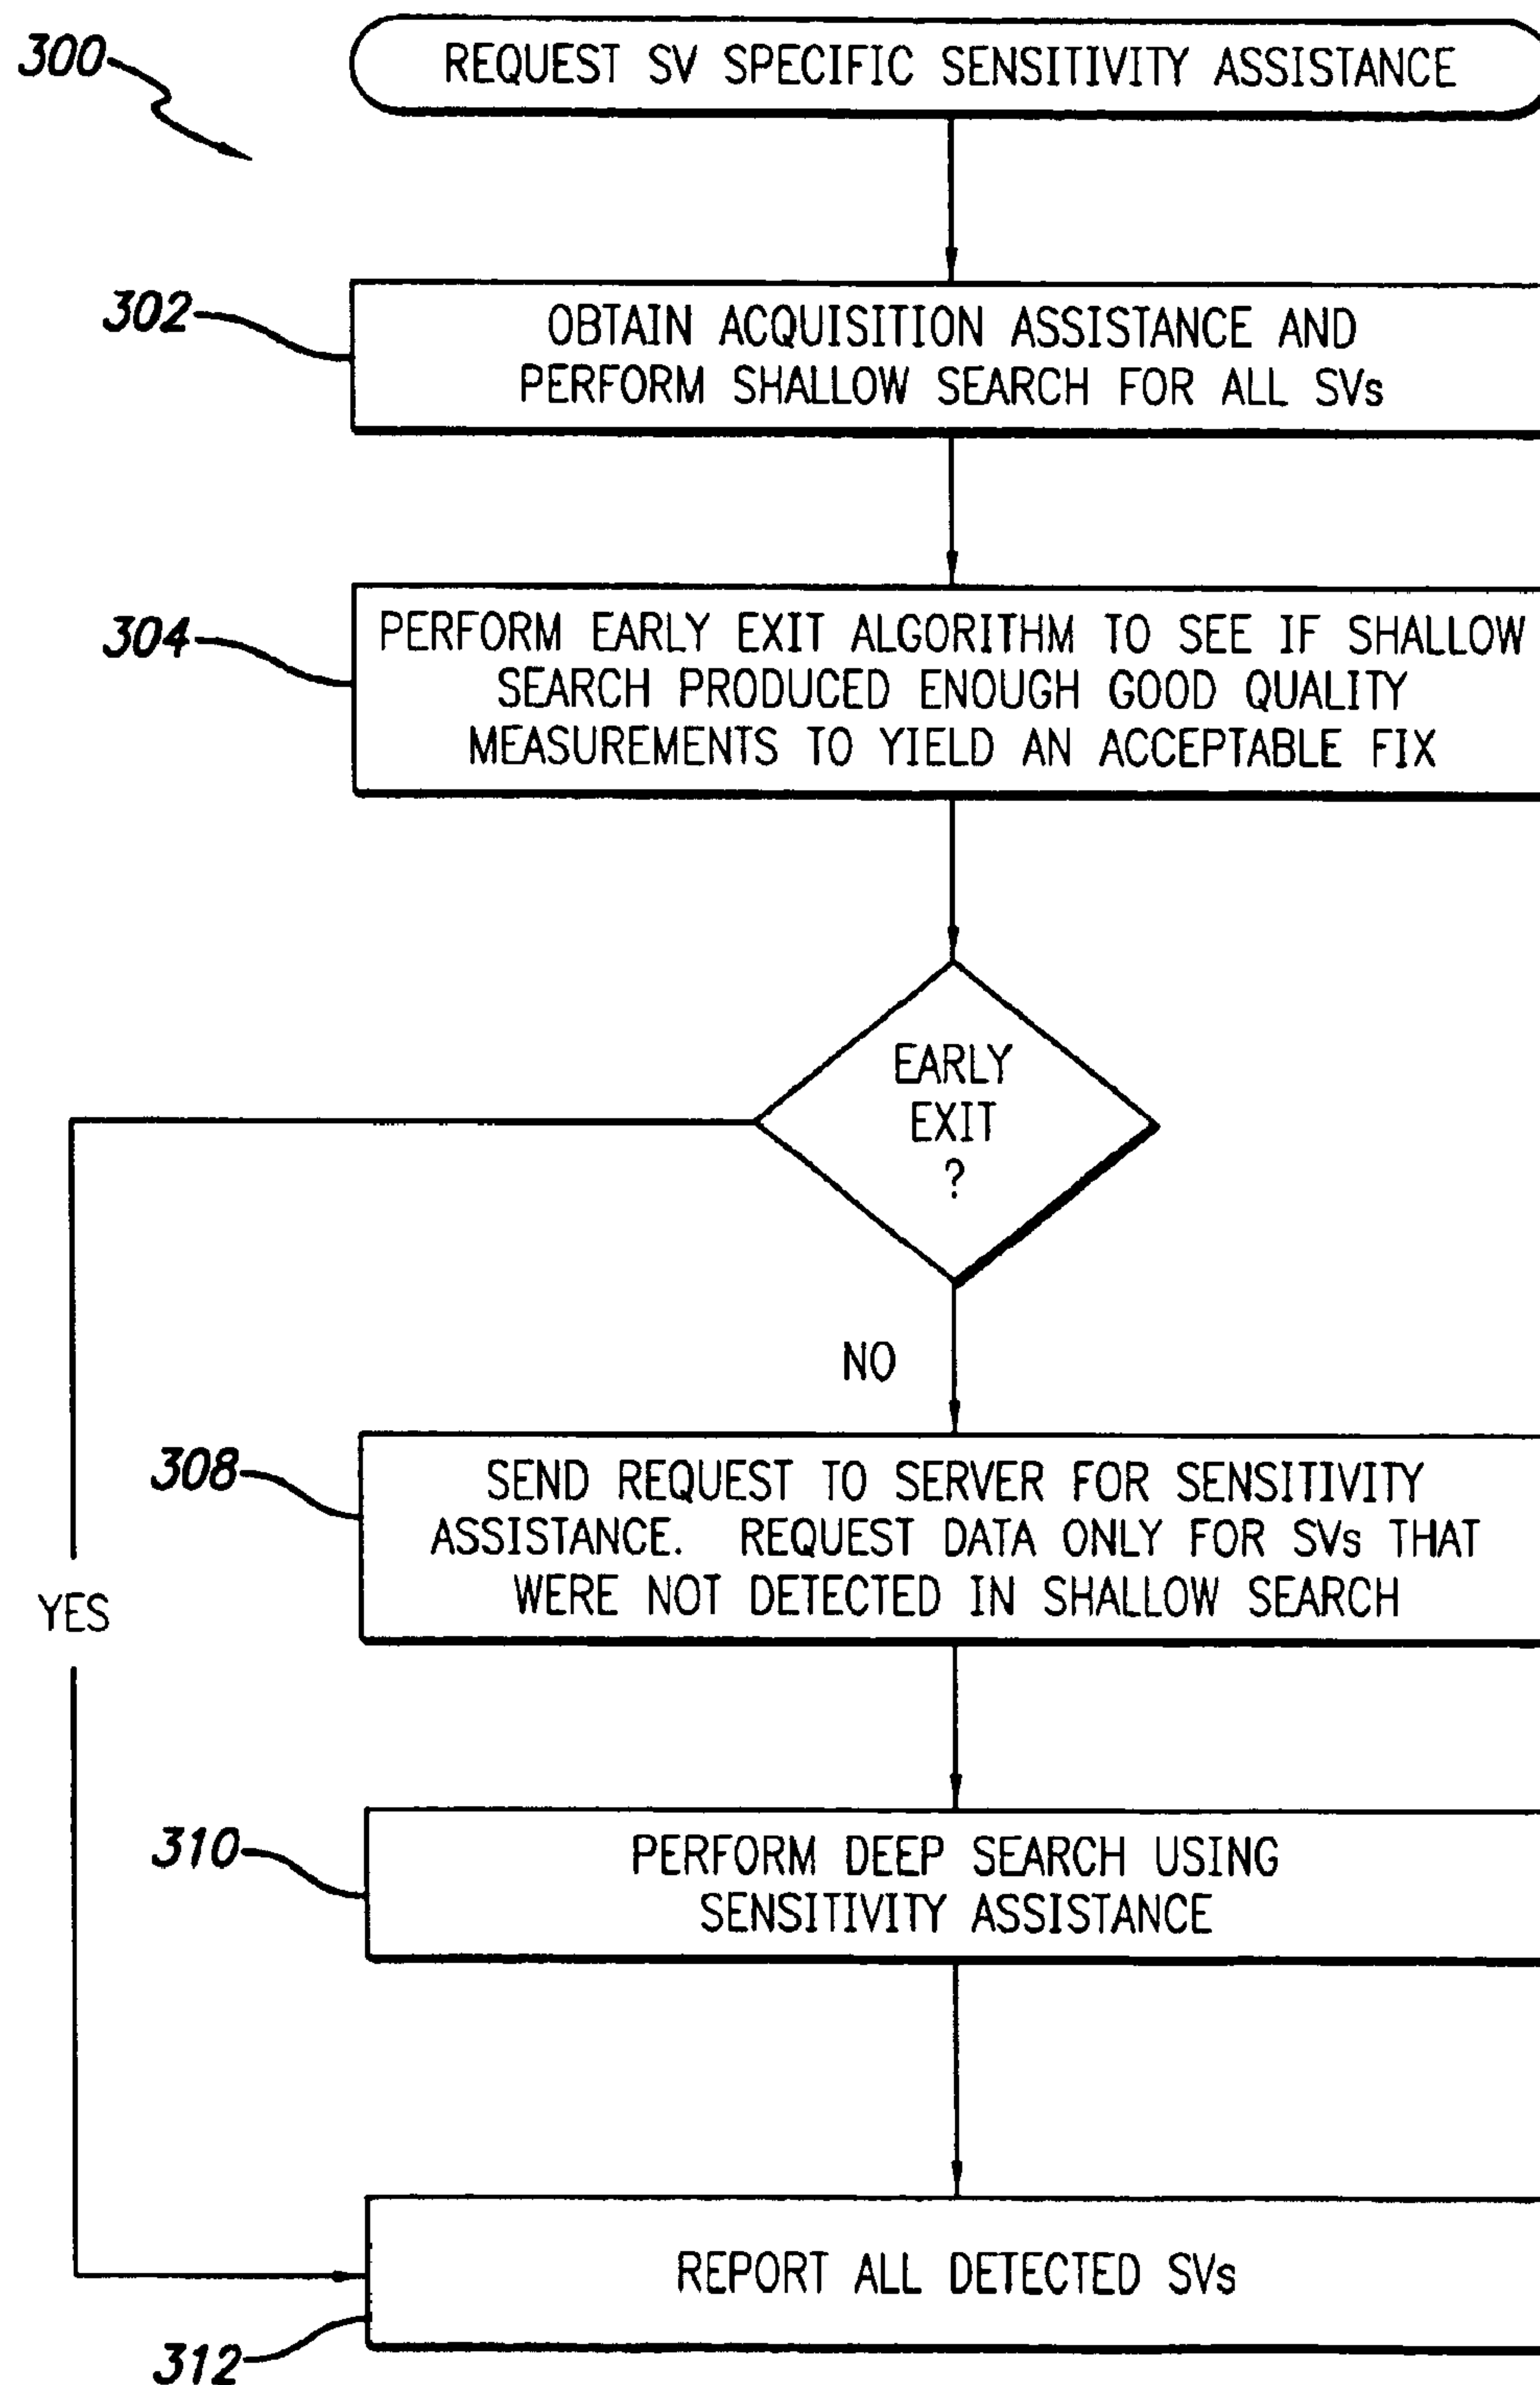 300
REQUEST SV SPECIFIC SENSITIVITY ASSISTANCE
302
OBTAIN ACQUISITION ASSISTANCE AND
PERFORM SHALLOW SEARCH FOR ALL SVs
304
PERFORM EARLY EXIT ALGORITHM TO SEE IF SHALLOW
SEARCH PRODUCED ENOUGH GOOD QUALITY
MEASUREMENTS TO YIELD AN ACCEPTABLE FIX
EARLY
EXIT
?
NO
YES
308
SEND REQUEST TO SERVER FOR SENSITIVITY
ASSISTANCE. REQUEST DATA ONLY FOR SVs THAT
WERE NOT DETECTED IN SHALLOW SEARCH
310
PERFORM DEEP SEARCH USING
SENSITIVITY ASSISTANCE
REPORT ALL DETECTED SVs
312